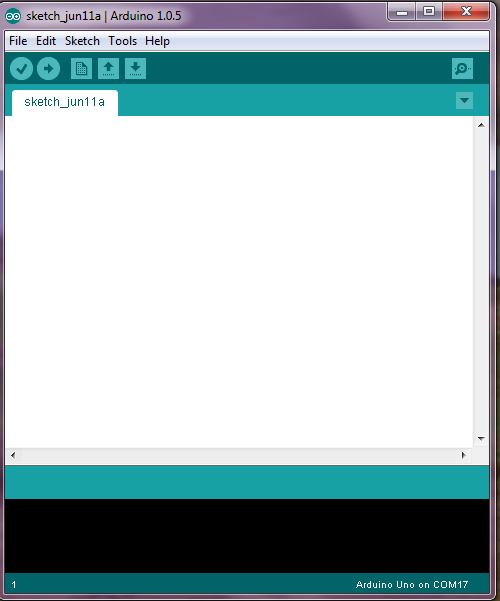 sketch_jun11a | Arduino 1.0.5
File Edit Sketch Tools Help
sketch_jun11a
1 Arduino Uno on COM17